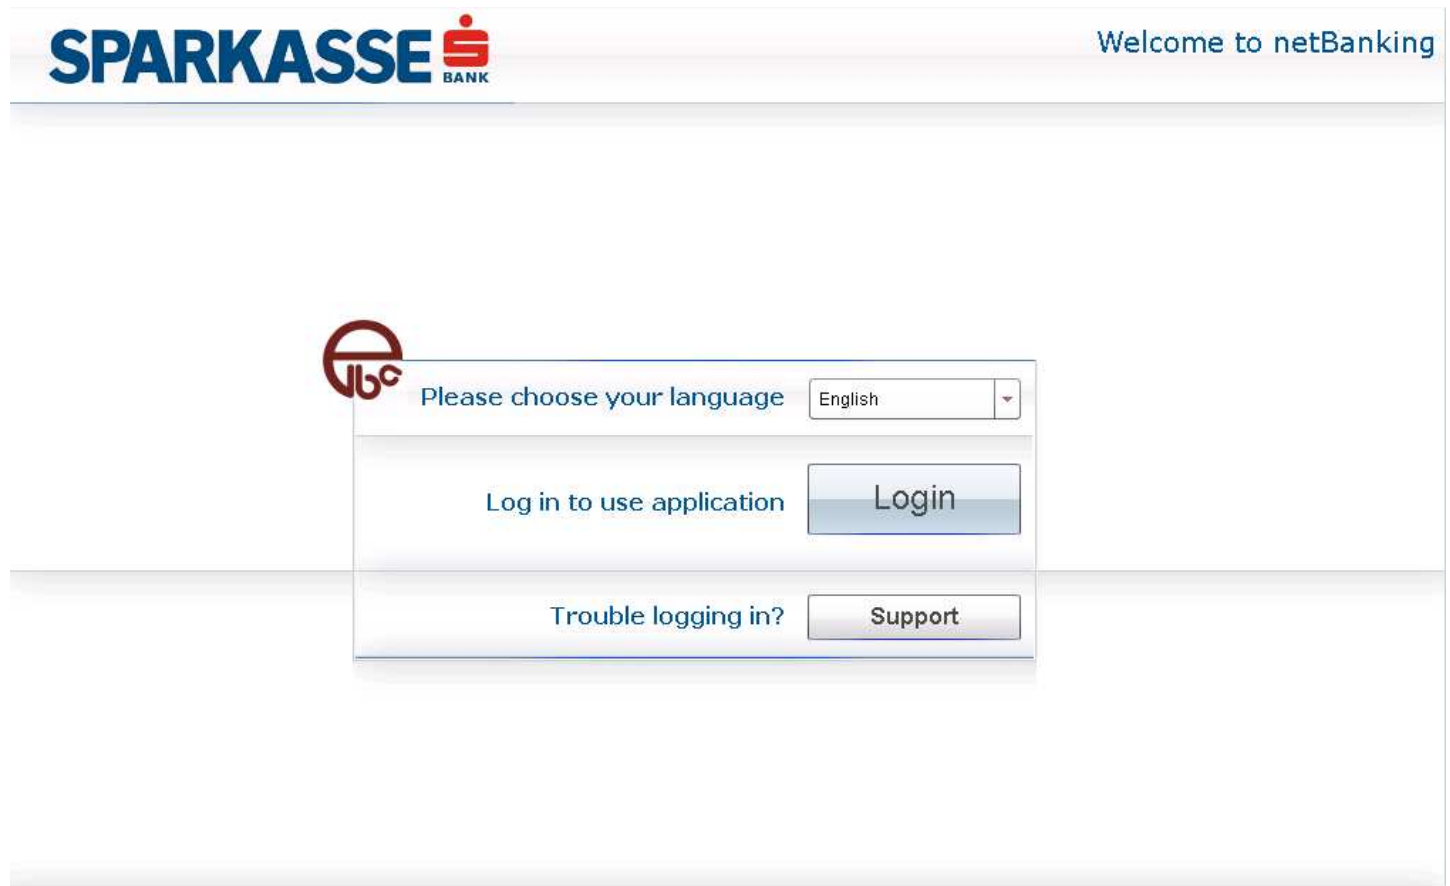 SPARKASSE
BANK
Welcome to netBanking
Please choose your language
English
Log in to use application
Login
Trouble logging in?
Support